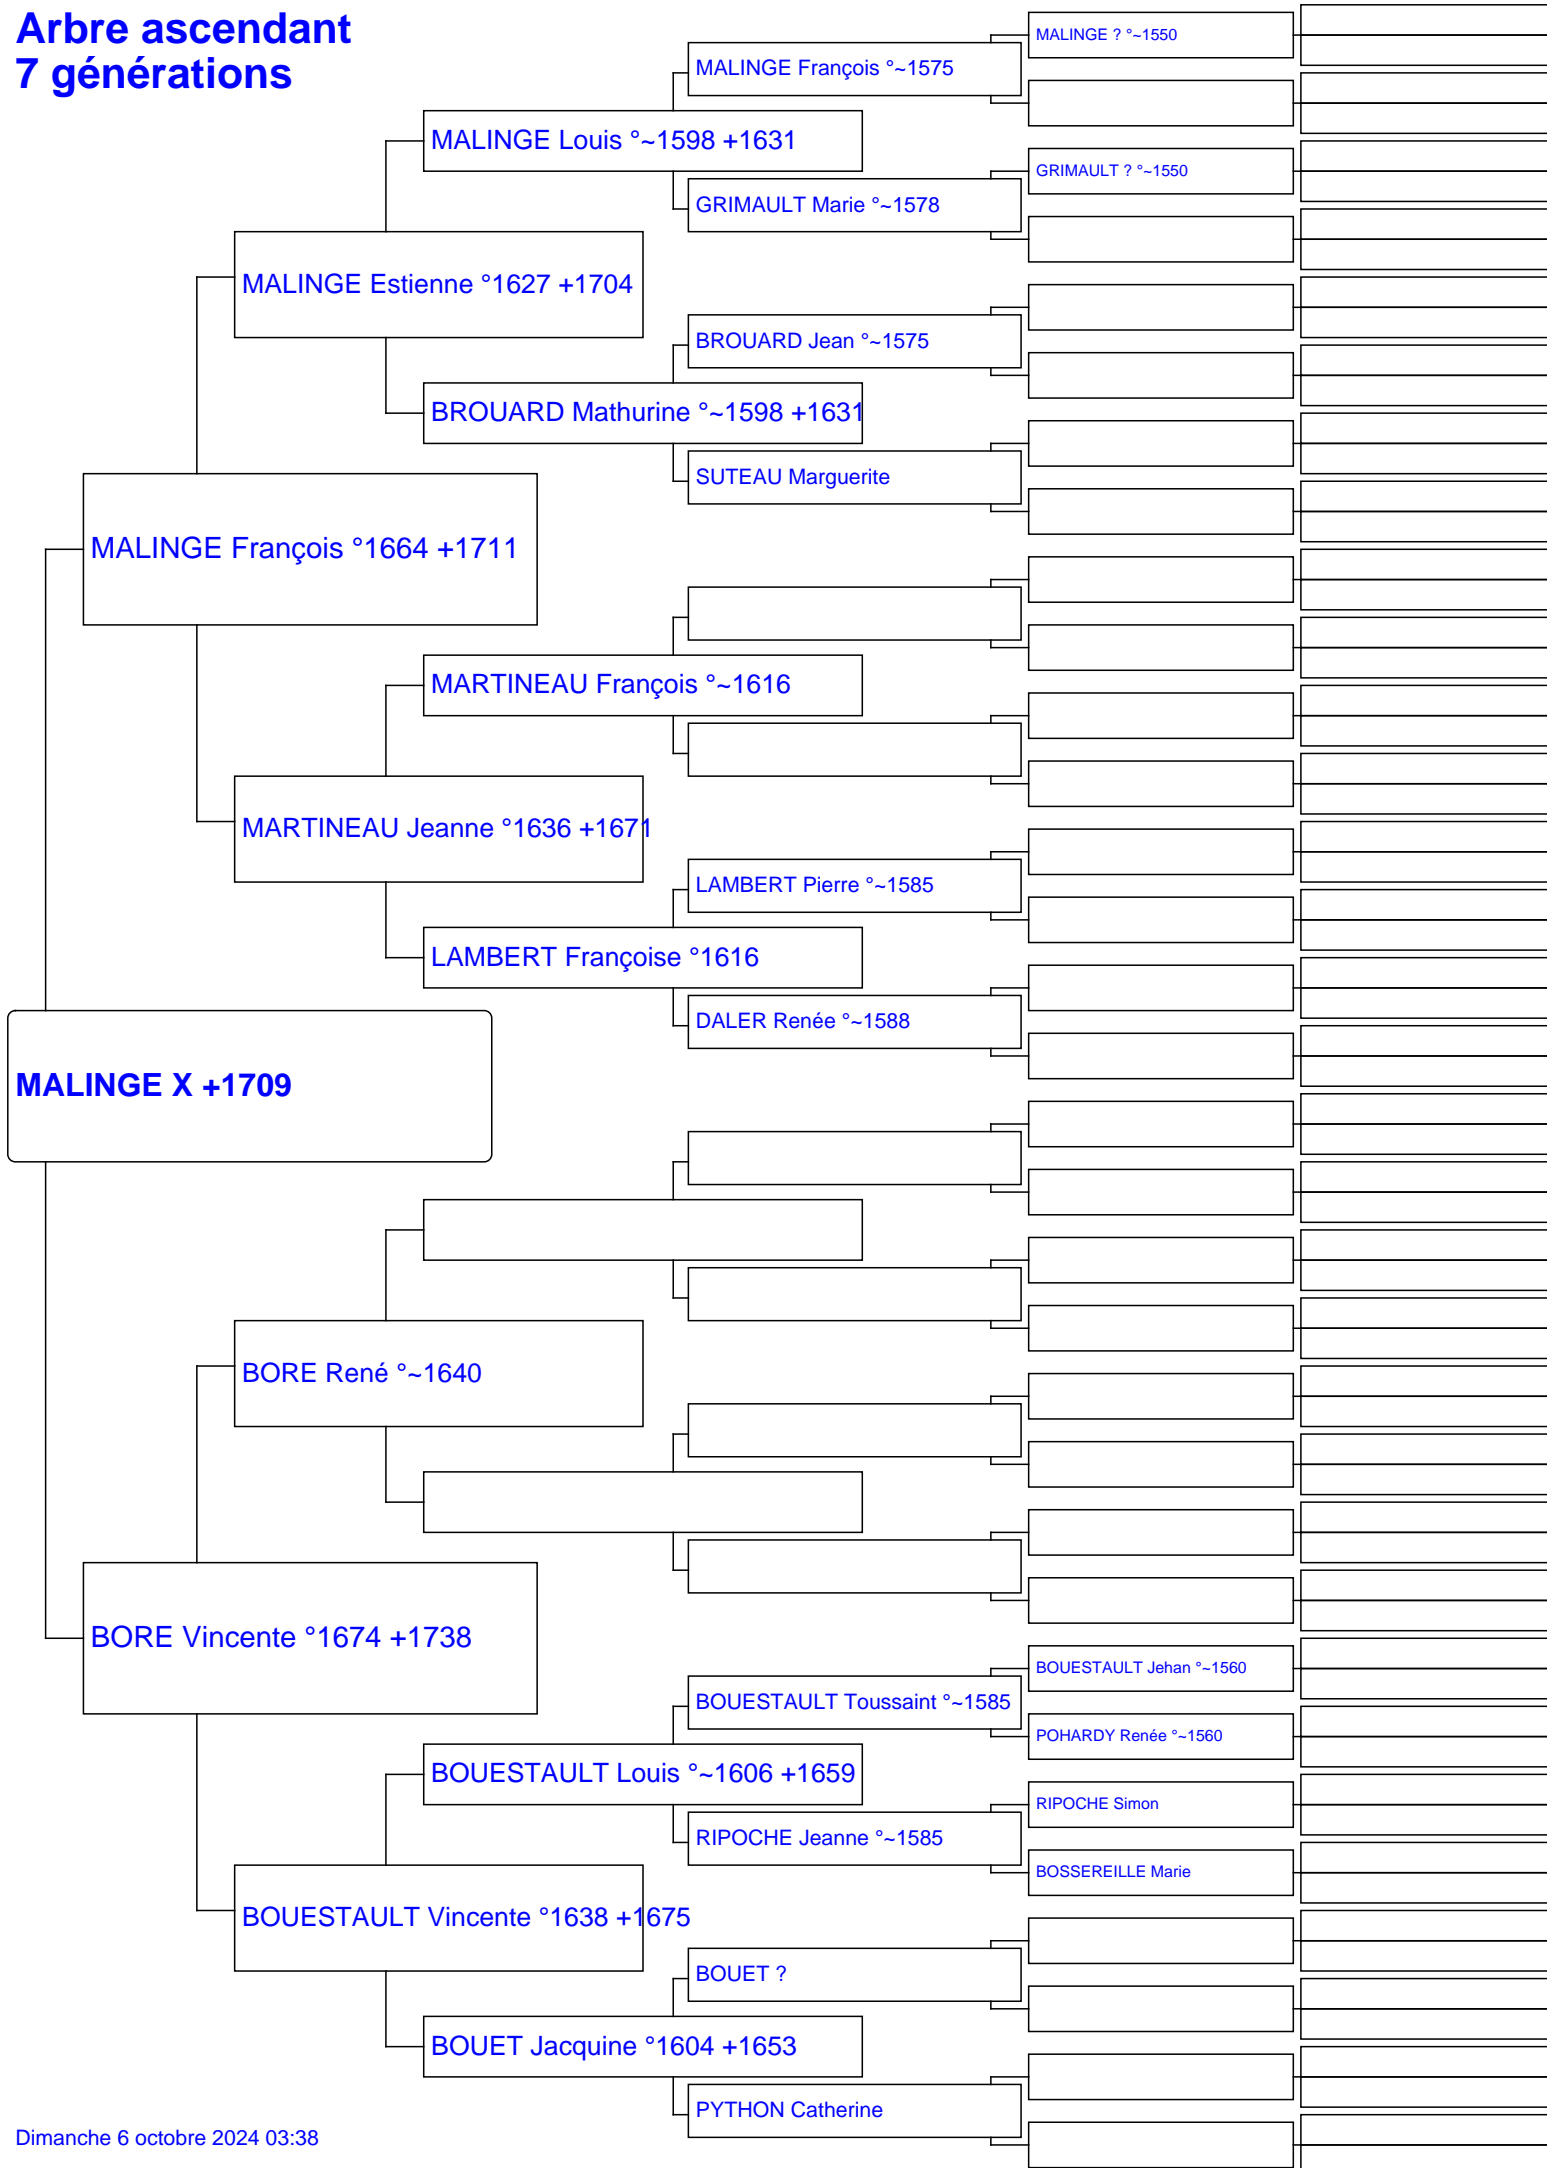 Arbre ascendant
7 générations
MALINGE ? °~1550
MALINGE François °~1575
MALINGE Louis °~1598 +1631
GRIMAULT ? °~1550
GRIMAULT Marie °~1578
MALINGE Estienne °1627 +1704
BROUARD Jean °~1575
BROUARD Mathurine °~1598 +1631
SUTEAU Marguerite
MALINGE François °1664 +1711
MARTINEAU François °~1616
MARTINEAU Jeanne °1636 +1671
LAMBERT Pierre °~1585
LAMBERT Françoise °1616
DALER Renée °~1588
MALINGE X +1709
BORE René °~1640
BORE Vincente °1674 +1738
BOUESTAULT Jehan °~1560
BOUESTAULT Toussaint °~1585
POHARDY Renée °~1560
BOUESTAULT Louis °~1606 +1659
RIPOCHE Simon
RIPOCHE Jeanne °~1585
BOSSEREILLE Marie
BOUESTAULT Vincente °1638 +1675
BOUET ?
BOUET Jacquine °1604 +1653
PYTHON Catherine
Dimanche 6 octobre 2024 03:38